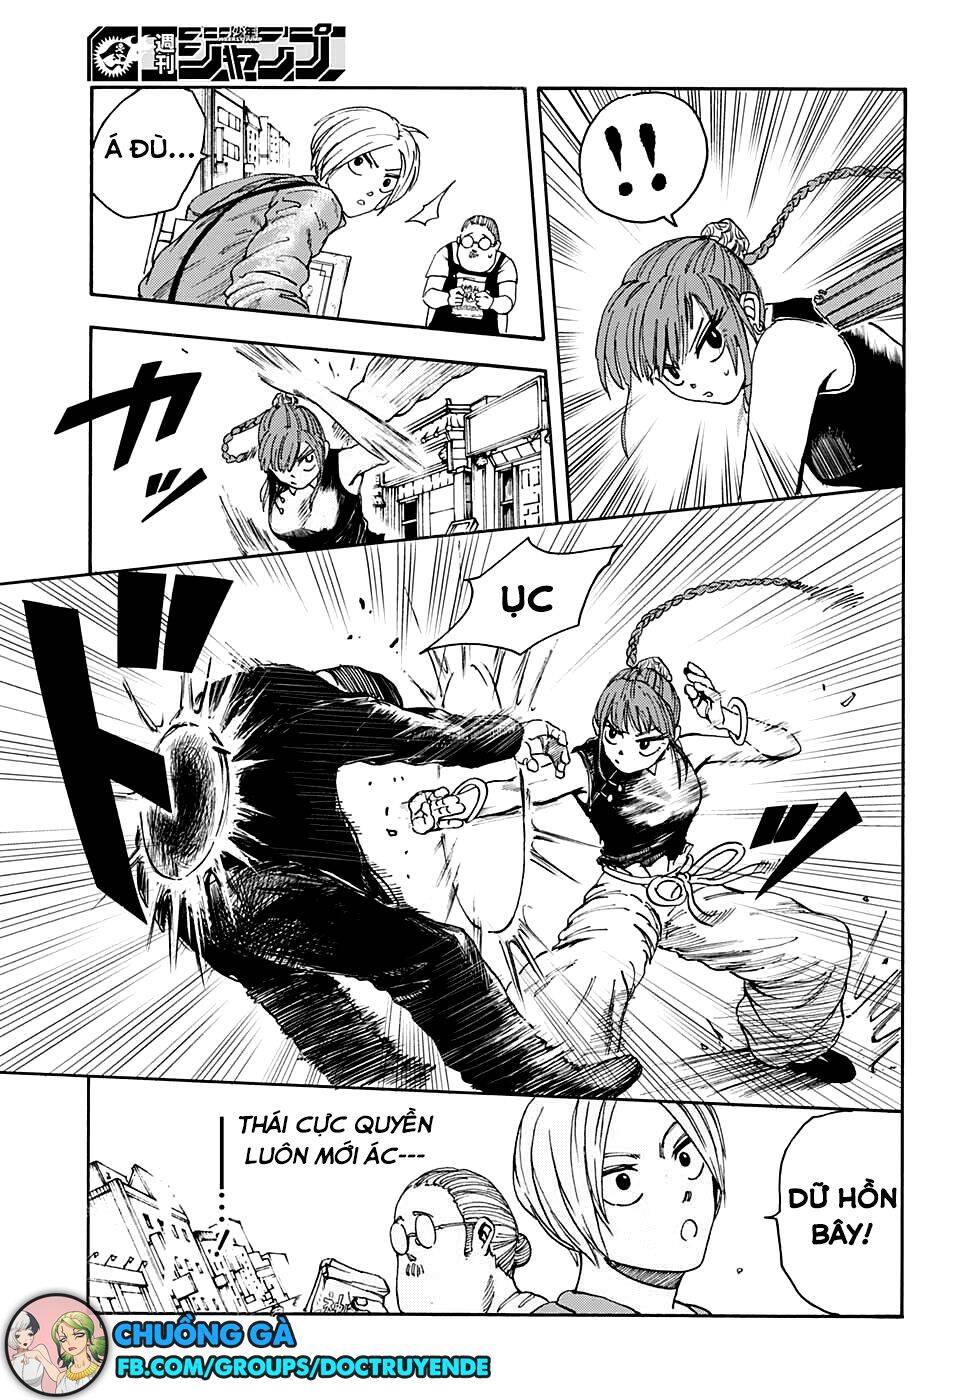 週刊
少年
ジャンプ
!!
Á ĐÙ...
カッ
ỤC
ド
THÁI CỰC QUYỀN
LUÔN MỚI ÁC---
DỮ HỒN
BÂY!
CHUỒNG GÀ
FB.COM/GROUPS/DOCTRUYENDE